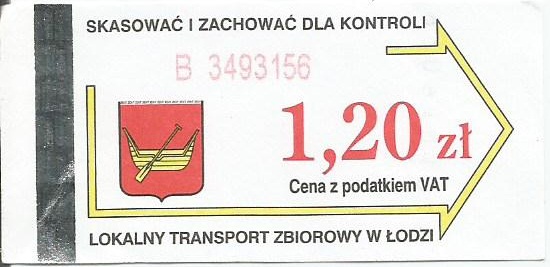 SKASOWAĆ I ZACHOWAĆ DLA KONTROLI
B 3493156
1,20 zł
Cena z podatkiem VAT
LOKALNY TRANSPORT ZBIOROWY W ŁODZI